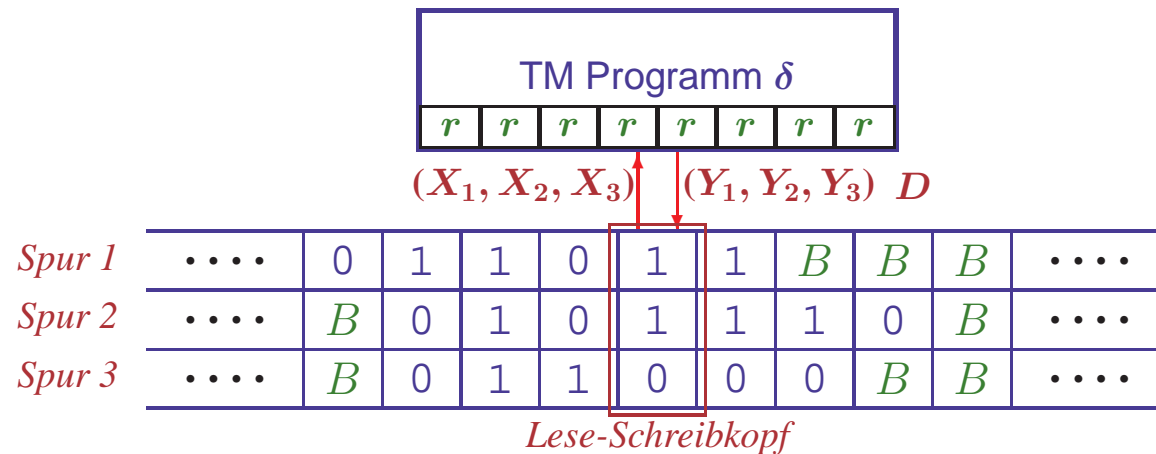 TM Programm δ
r r r r r r r r
(X₁, X₂, X₃) (Y₁, Y₂, Y₃) D
Spur 1 •••• 0 1 1 0 1 1 B B B ••••
Spur 2 •••• B 0 1 0 1 1 1 0 B ••••
Spur 3 •••• B 0 1 1 0 0 0 B B ••••
Lese-Schreibkopf